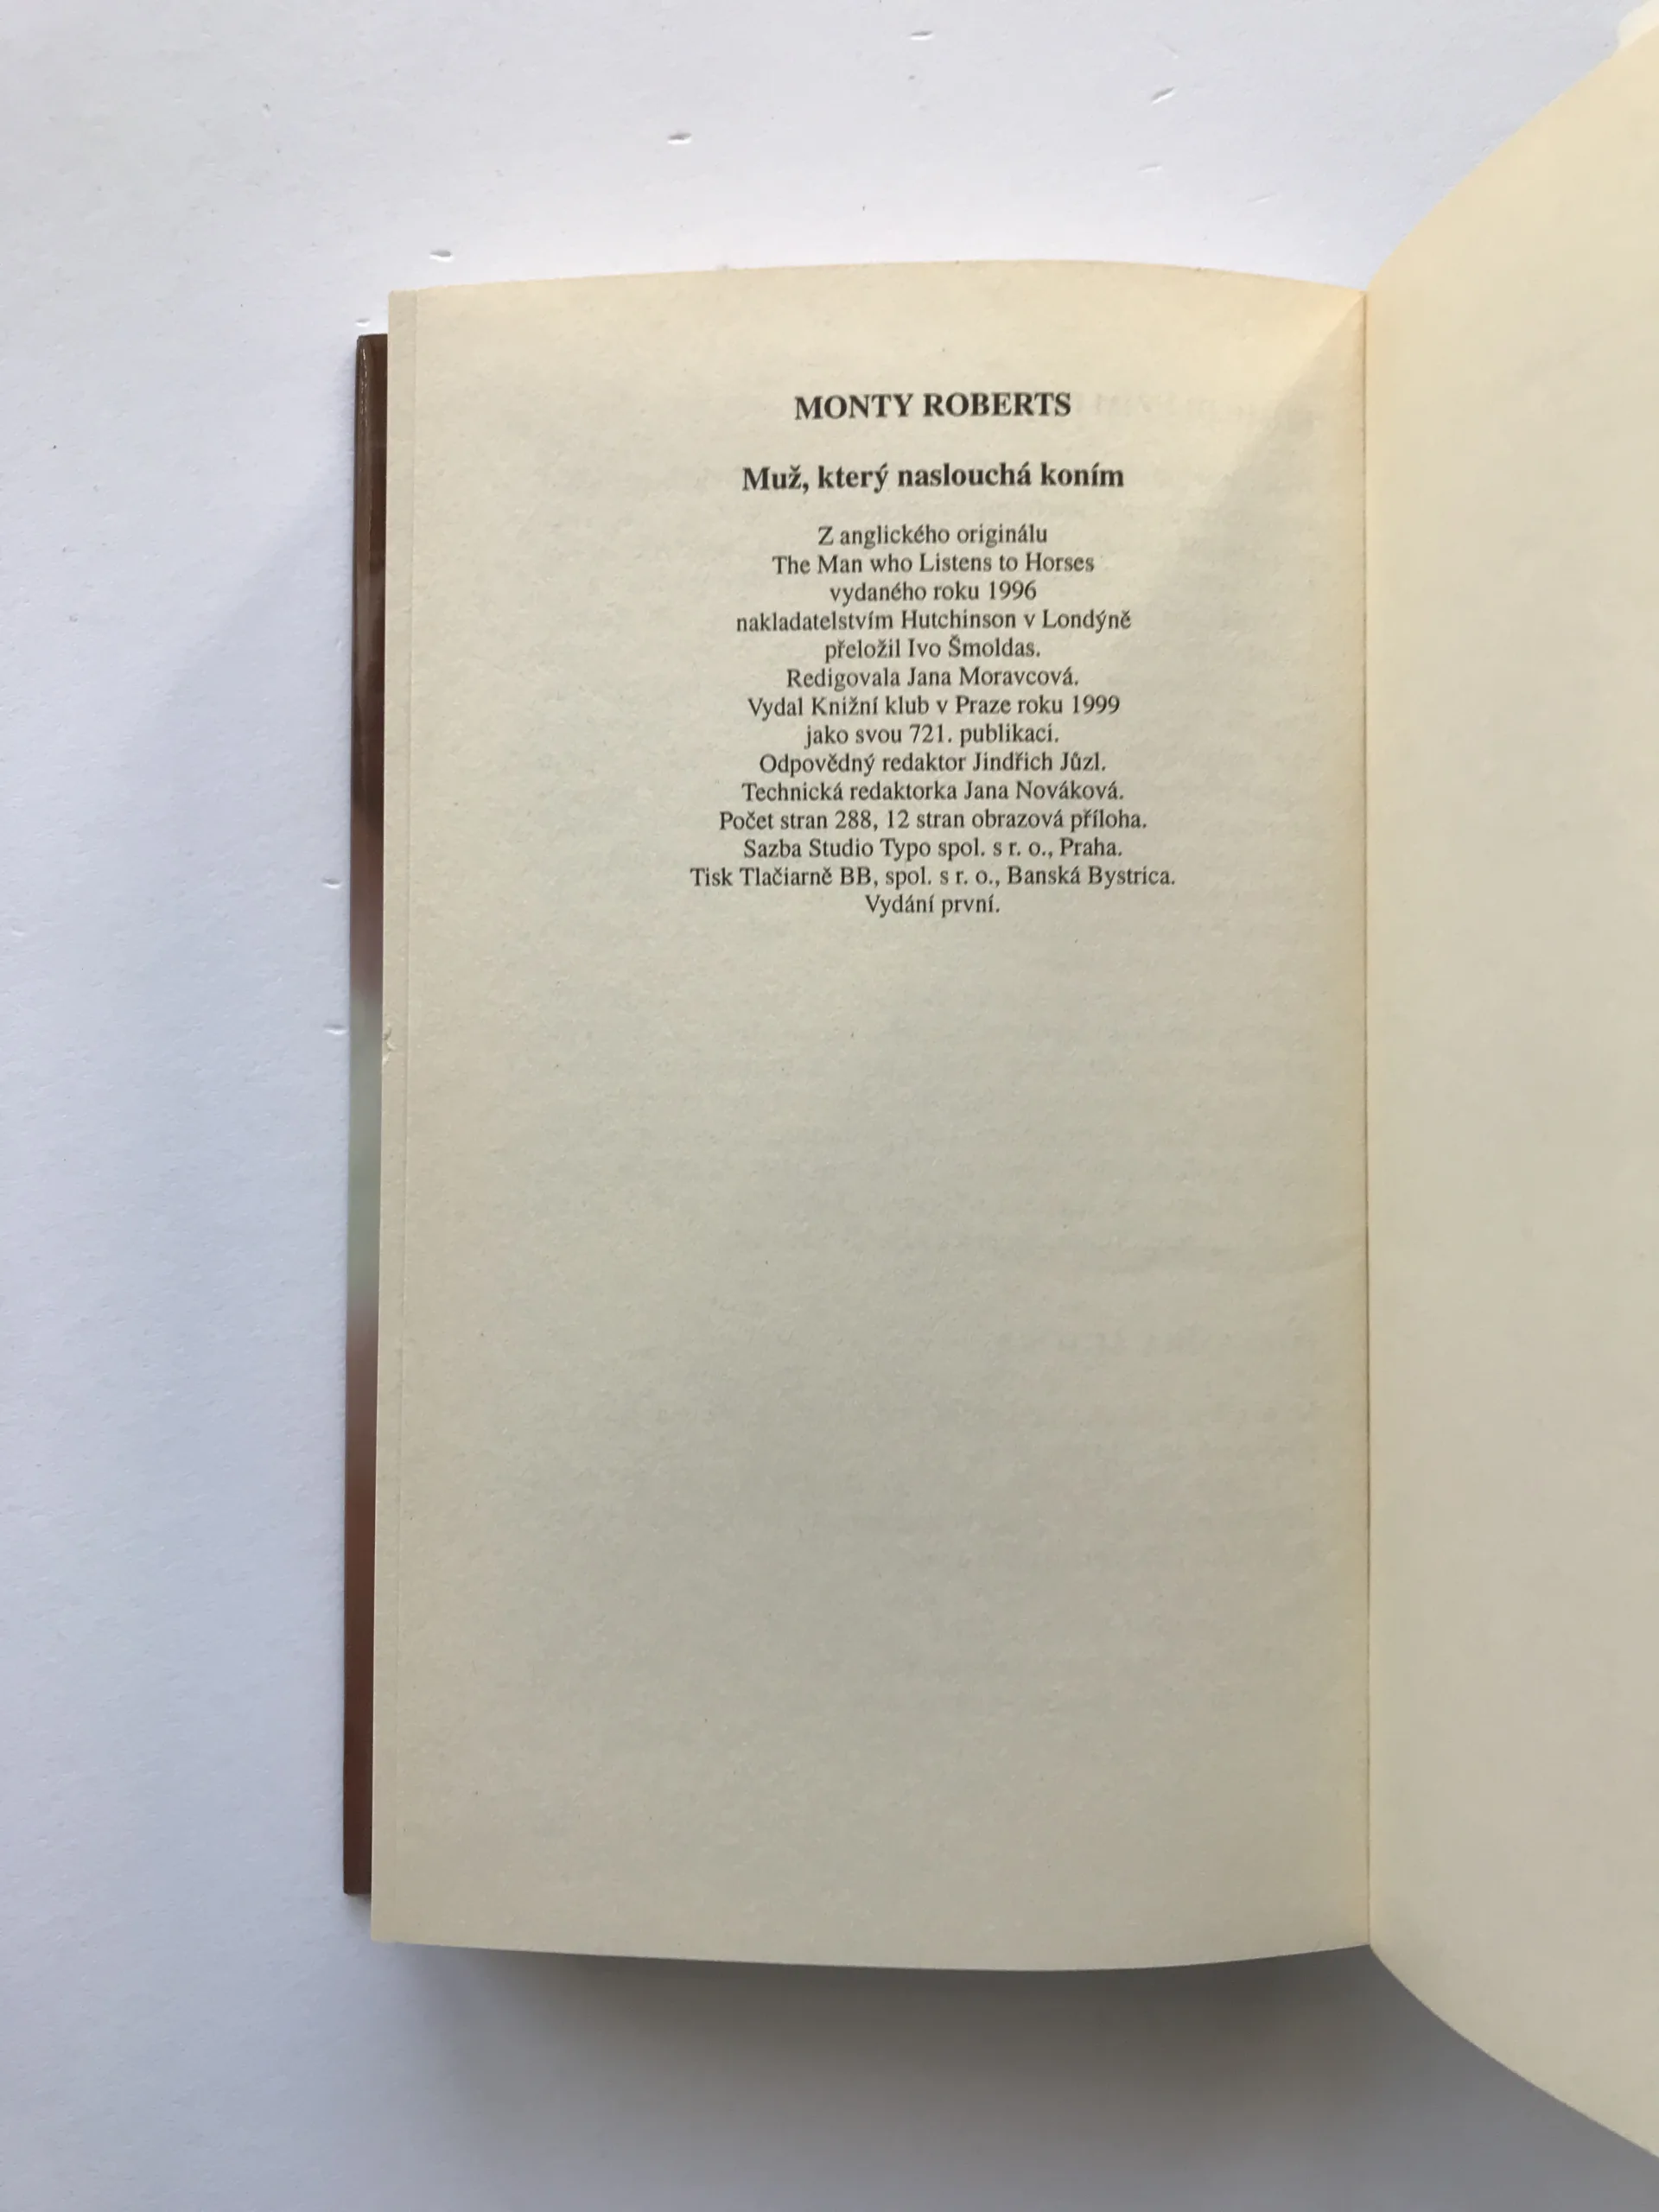 MONTY ROBERTS
Muž, který naslouchá koním
Z anglického originálu
The Man who Listens to Horses
vydaného roku 1996
nakladatelstvím Hutchinson v Londýně
přeložil Ivo Šmoldas.
Redigovala Jana Moravcová.
Vydal Knižní klub v Praze roku 1999
jako svou 721. publikaci.
Odpovědný redaktor Jindřich Jůzl.
Technická redaktorka Jana Nováková.
Počet stran 288, 12 stran obrazová příloha.
Sazba Studio Typo spol. s r. o., Praha.
Tisk Tlačiarně BB, spol. s r. o., Banská Bystrica.
Vydání první.